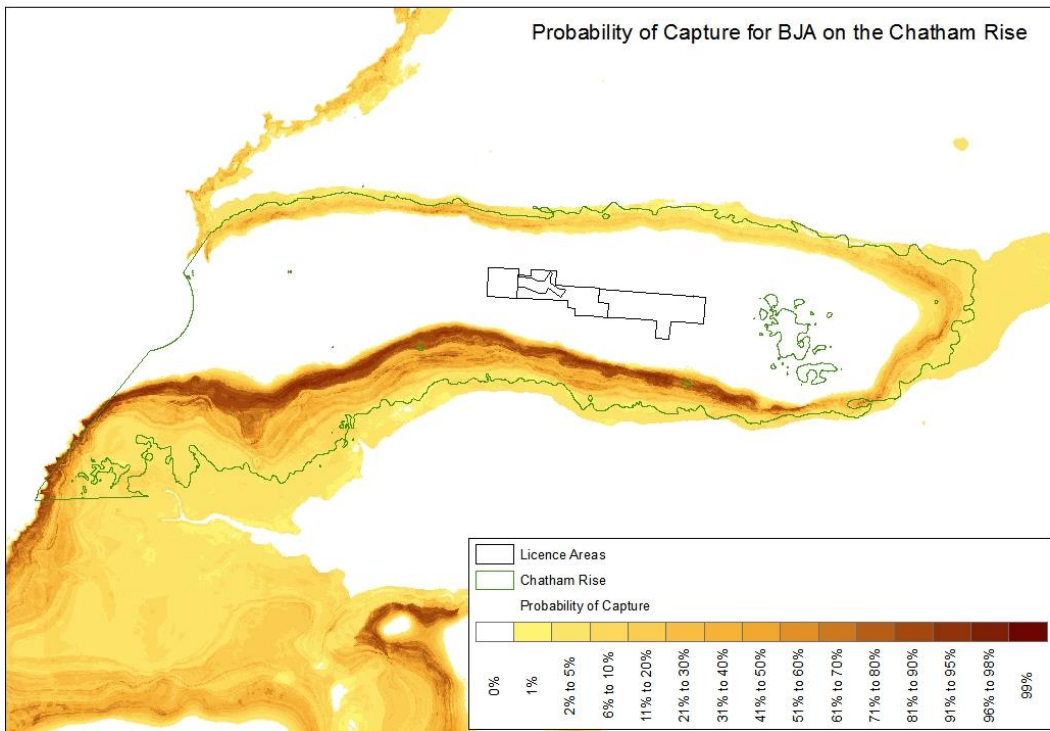 Probability of Capture for BJA on the Chatham Rise
Licence Areas
Chatham Rise
Probability of Capture
0%
1%
2% to 5%
6% to 10%
11% to 20%
21% to 30%
31% to 40%
41% to 50%
51% to 60%
61% to 70%
71% to 80%
81% to 90%
91% to 95%
96% to 98%
99%